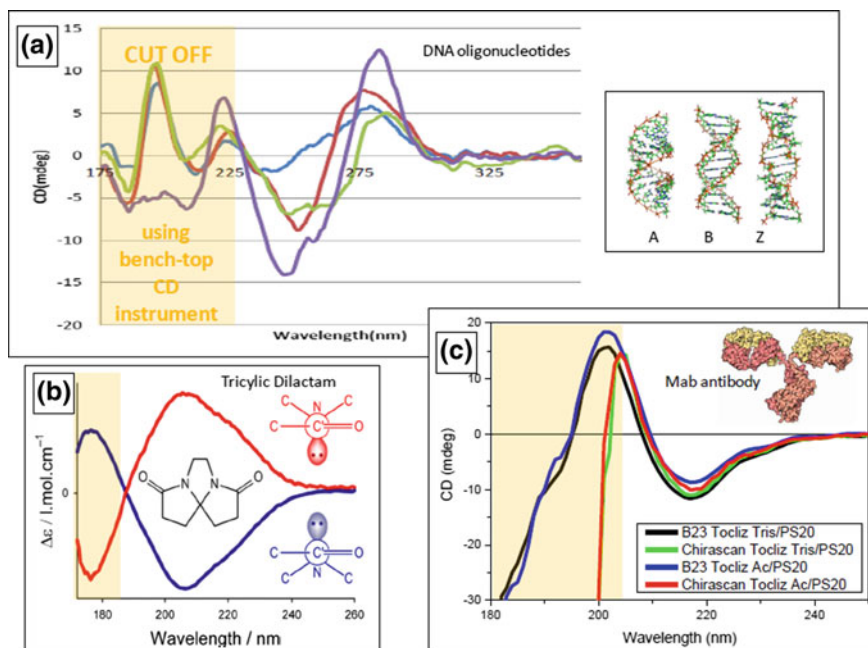 (a)
CUT OFF
DNA oligonucleotides
15
10
5
0
-5
-10
-15
-20
CD(mdeg)
175
225
275
325
using
bench-top
CD
instrument
Wavelength(nm)
A B Z
(b)
Tricylic Dilactam
Δε / l.mol.cm⁻¹
0
C N C
C C' O
O N N O
C C' O
C N C
180 200 220 240 260
Wavelength / nm
(c)
Mab antibody
20
10
0
-10
-20
-30
CD (mdeg)
B23 Tocliz Tris/PS20
Chirascan Tocliz Tris/PS20
B23 Tocliz Ac/PS20
Chirascan Tocliz Ac/PS20
180 200 220 240
Wavelength (nm)